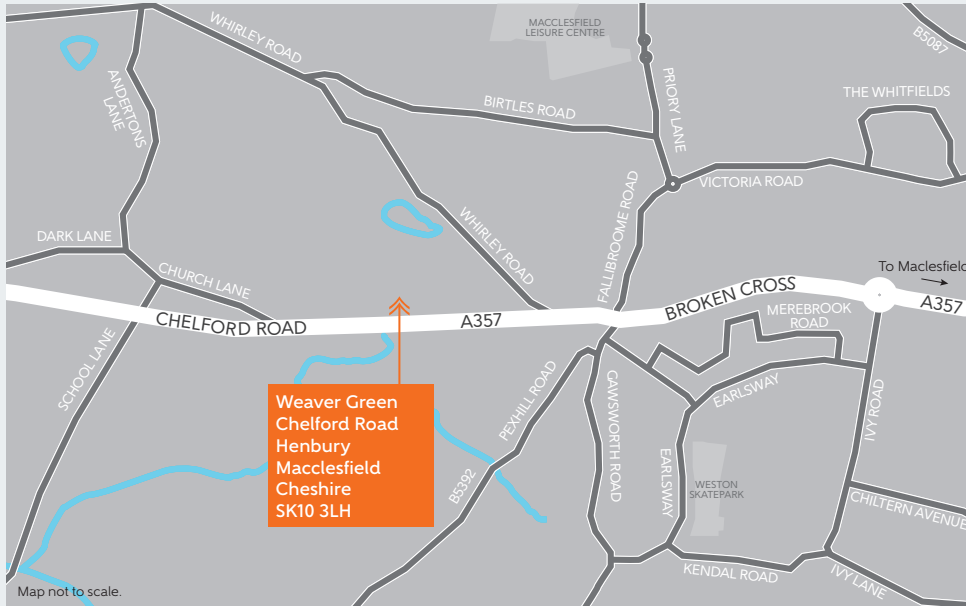 MACCLESFIELD
LEISURE CENTRE
WHIRLEY ROAD
B5087
ANDERTONS
LANE
PRIORY LANE
THE WHITFIELDS
BIRTLES ROAD
VICTORIA ROAD
FALLIBROOME ROAD
WHIRLEY ROAD
DARK LANE
CHURCH LANE
To Maclesfield
BROKEN CROSS
A357
MEREBROOK
ROAD
CHELFORD ROAD
A357
SCHOOL LANE
PEXHILL ROAD
GAWSWORTH ROAD
EARLSWAY
IVY ROAD
Weaver Green
Chelford Road
Henbury
Macclesfield
Cheshire
SK10 3LH
B5392
EARLSWAY
WESTON
SKATEPARK
CHILTERN AVENUE
KENDAL ROAD
IVY LANE
Map not to scale.